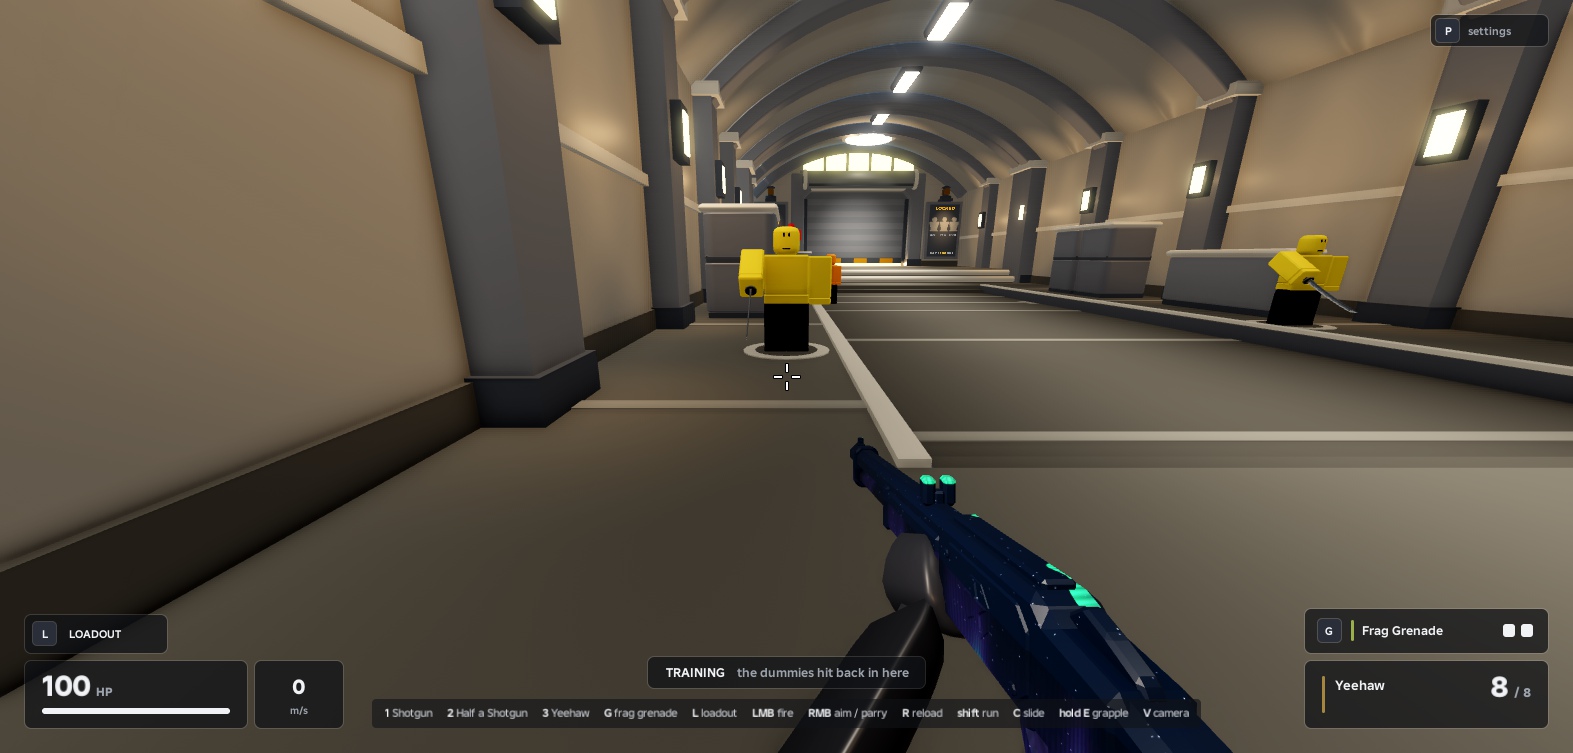 P settings
LOCKED
L LOADOUT
100 HP
0
m/s
TRAINING the dummies hit back in here
1 Shotgun 2 Half a Shotgun 3 Yeehaw G frag grenade L loadout LMB fire RMB aim / parry R reload shift run C slide hold E grapple V camera
G Frag Grenade
Yeehaw 8 / 8